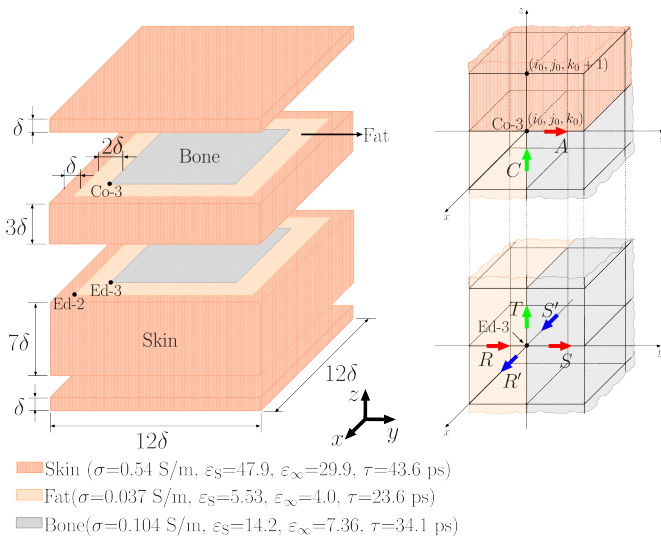 δ
Bone
Fat
2δ
δ
Co-3
3δ
Ed-3
Ed-2
7δ
Skin
δ
12δ
12δ
z
x
y
z
(i₀, j₀, k₀ + 1)
Co-3
(i₀, j₀, k₀)
A
C
y
x
z
T
S′
Ed-3
R
S
R′
y
x
Skin (σ=0.54 S/m, εS=47.9, ε∞=29.9, τ=43.6 ps)
Fat(σ=0.037 S/m, εS=5.53, ε∞=4.0, τ=23.6 ps)
Bone(σ=0.104 S/m, εS=14.2, ε∞=7.36, τ=34.1 ps)